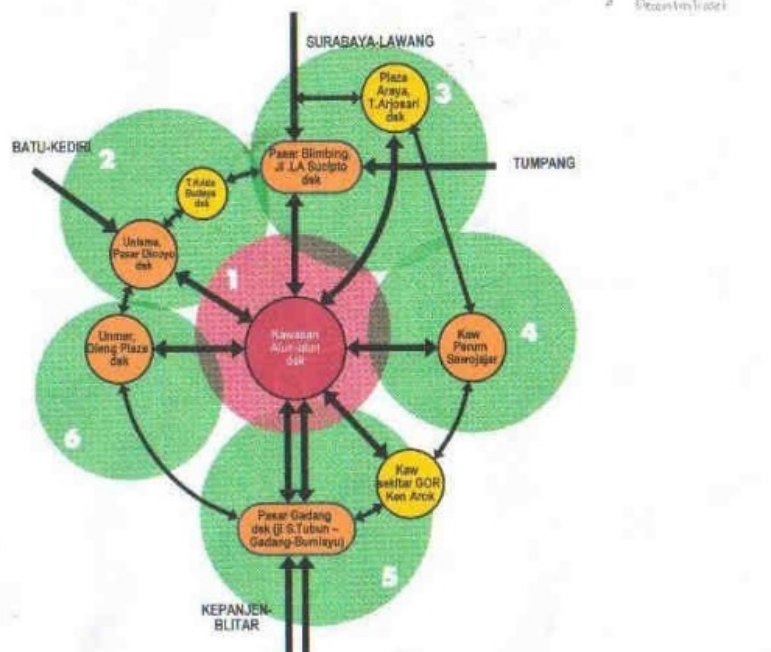 SURABAYA-LAWANG
Plaza
Araya,
T.Arjosari
dsk
3
BATU-KEDIRI
2
Pasar Blimbing,
Jl .LA Sucipto
dsk
TUMPANG
dsk
Unisma,
Pasar Dinoyo
dsk
1
Unmer,
Dieng Plaza
dsk
Kawasan
Alun-alun
dsk
Kaw
Perum
Sawojajar
4
6
Kaw
sekitar GOR
Ken Arok
Pasar Gadang
dsk (jl S.Tubun –
Gadang-Bumiayu)
5
KEPANJEN-
BLITAR